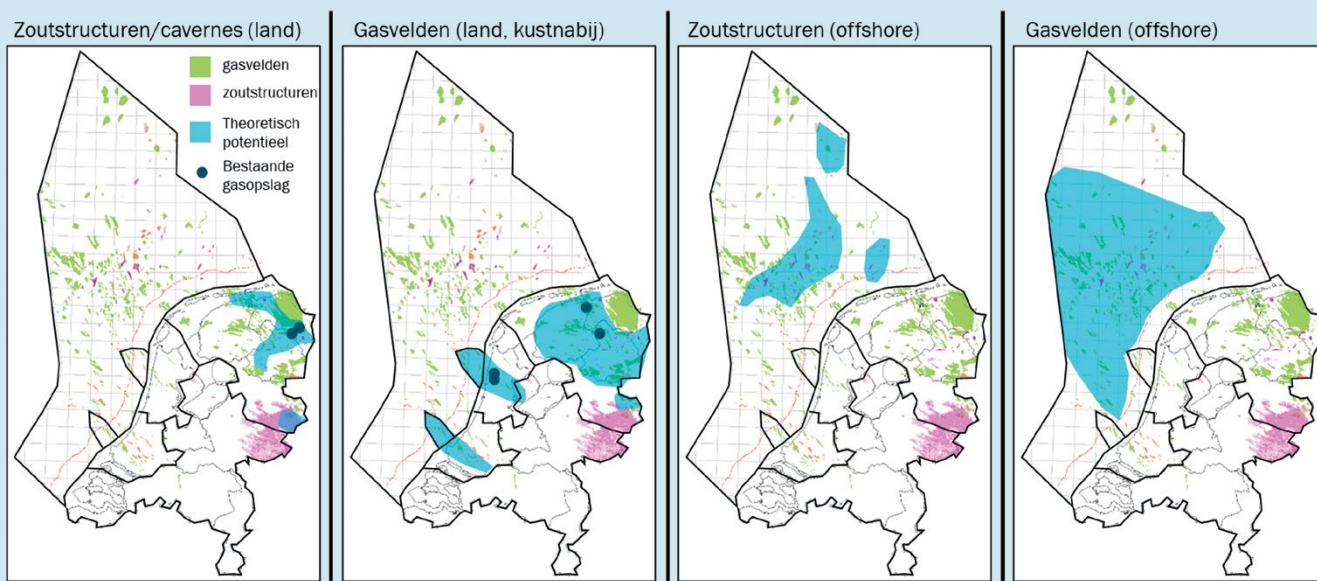 Zoutstructuren/cavernes (land)
Gasvelden (land, kustnabij)
Zoutstructuren (offshore)
Gasvelden (offshore)
gasvelden
zoutstructuren
Theoretisch
potentieel
Bestaande
gasopslag